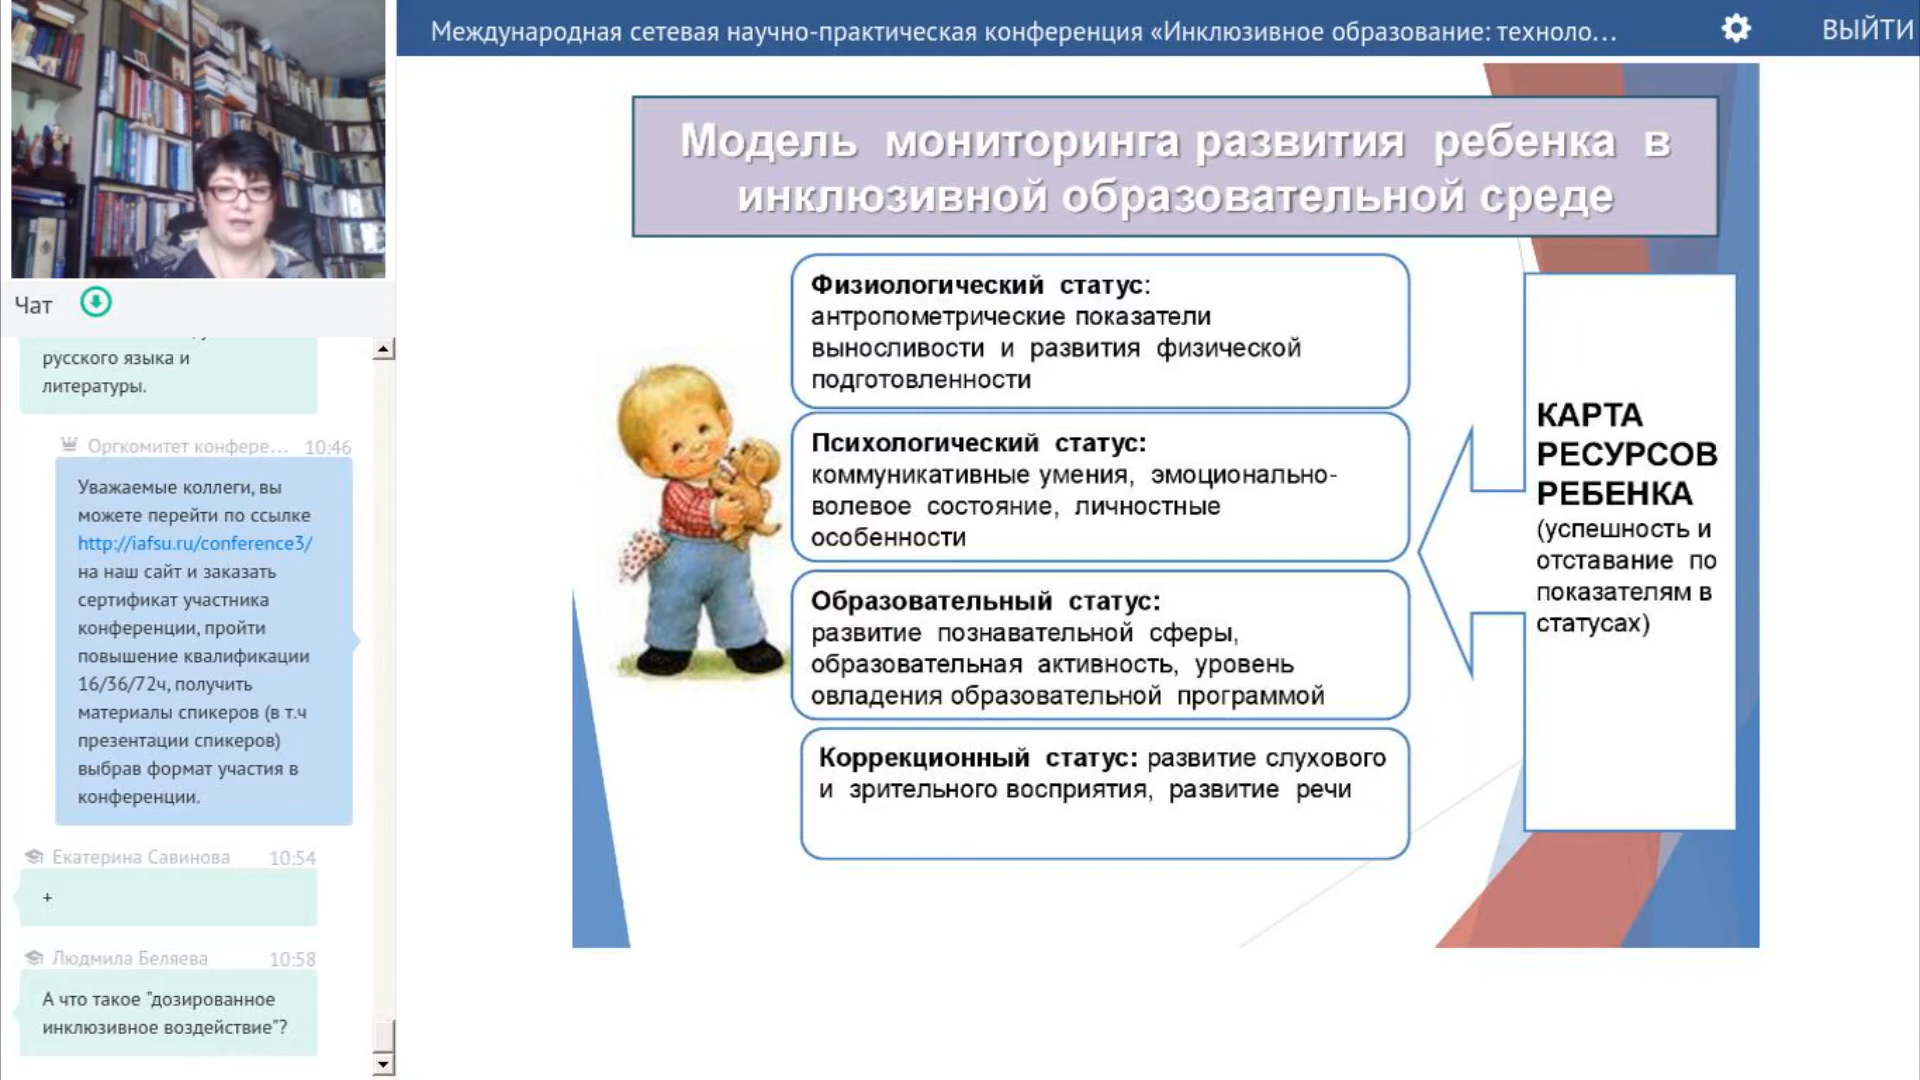 Международная сетевая научно-практическая конференция «Инклюзивное образование: техноло...
ВЫЙТИ
Чат
русского языка и
литературы.
Оргкомитет конфере... 10:46
Уважаемые коллеги, вы
можете перейти по ссылке
http://iafsu.ru/conference3/
на наш сайт и заказать
сертификат участника
конференции, пройти
повышение квалификации
16/36/72ч, получить
материалы спикеров (в т.ч
презентации спикеров)
выбрав формат участия в
конференции.
Екатерина Савинова 10:54
+
Людмила Беляева 10:58
А что такое "дозированное
инклюзивное воздействие"?
Модель мониторинга развития ребенка в
инклюзивной образовательной среде
Физиологический статус:
антропометрические показатели
выносливости и развития физической
подготовленности
Психологический статус:
коммуникативные умения, эмоционально-
волевое состояние, личностные
особенности
Образовательный статус:
развитие познавательной сферы,
образовательная активность, уровень
овладения образовательной программой
Коррекционный статус: развитие слухового
и зрительного восприятия, развитие речи
КАРТА
РЕСУРСОВ
РЕБЕНКА
(успешность и
отставание по
показателям в
статусах)